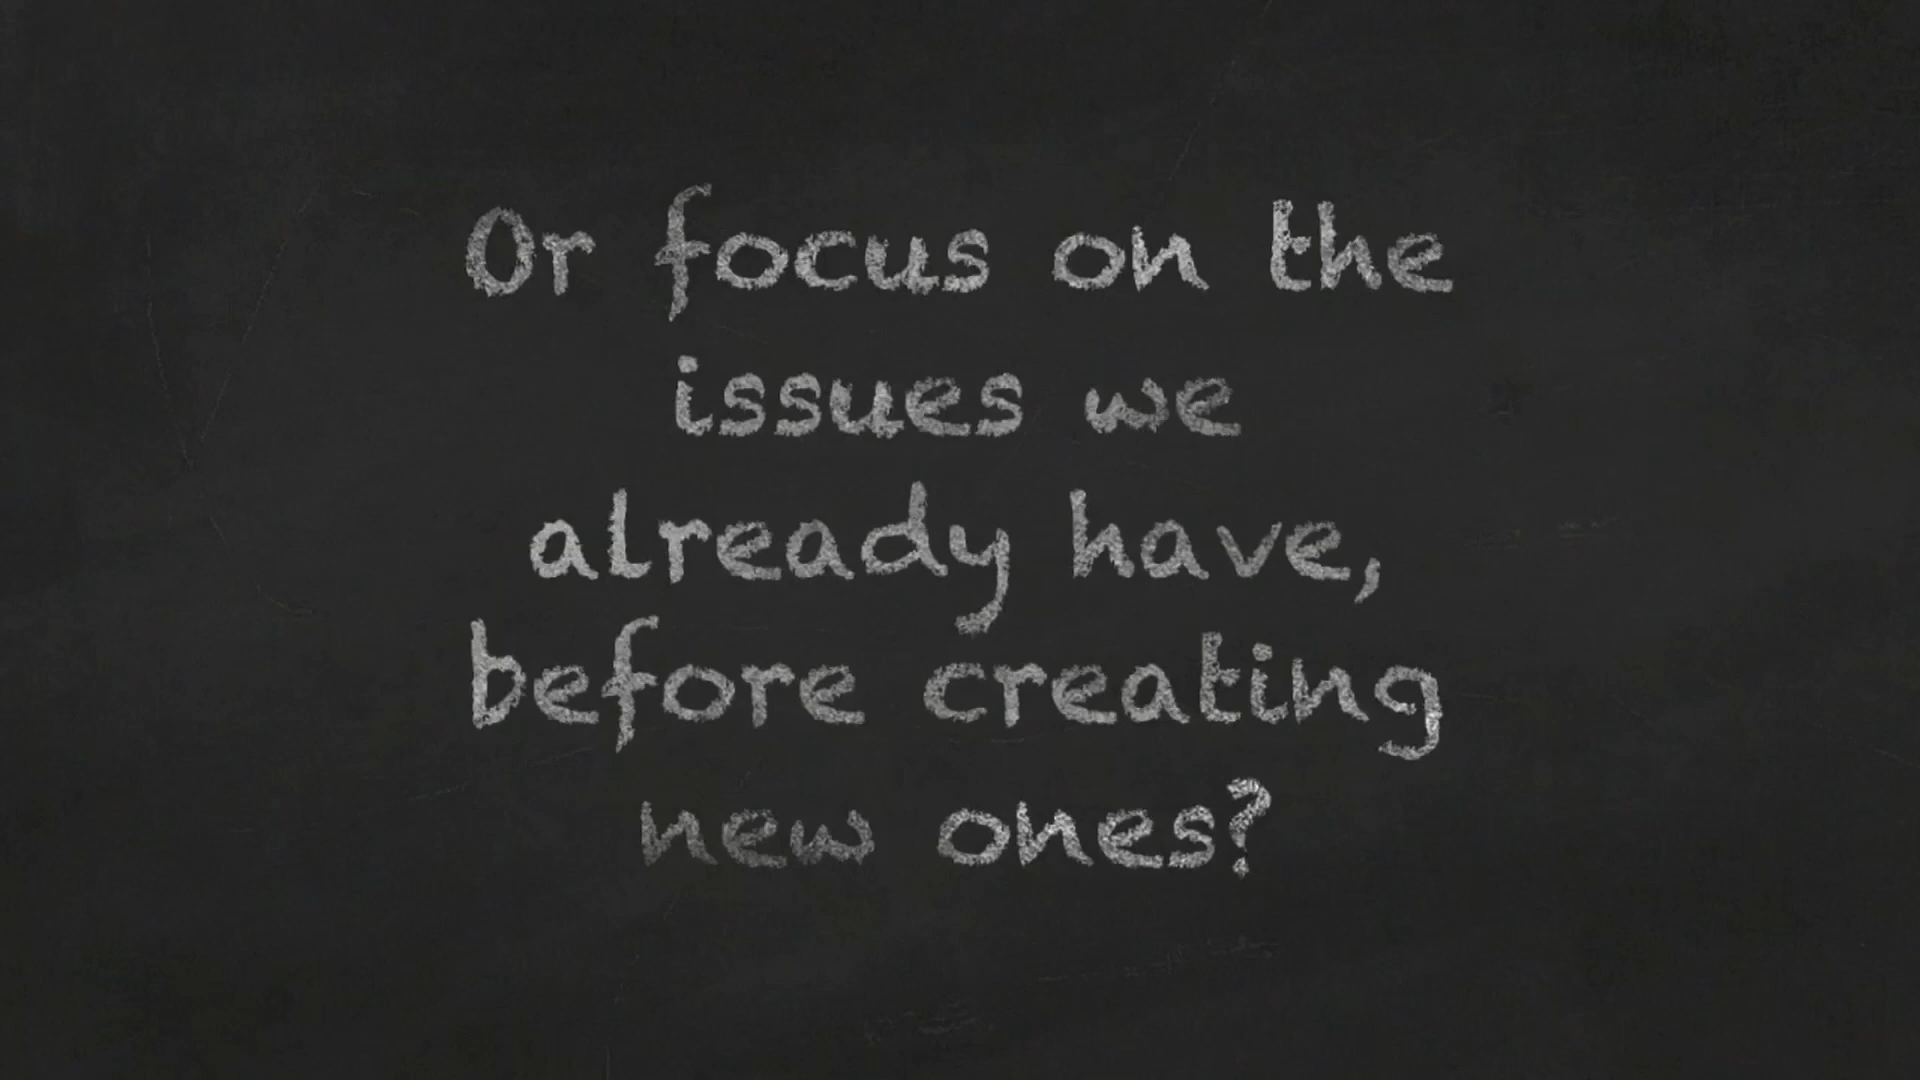 Or focus on the
issues we
already have,
before creating
new ones?